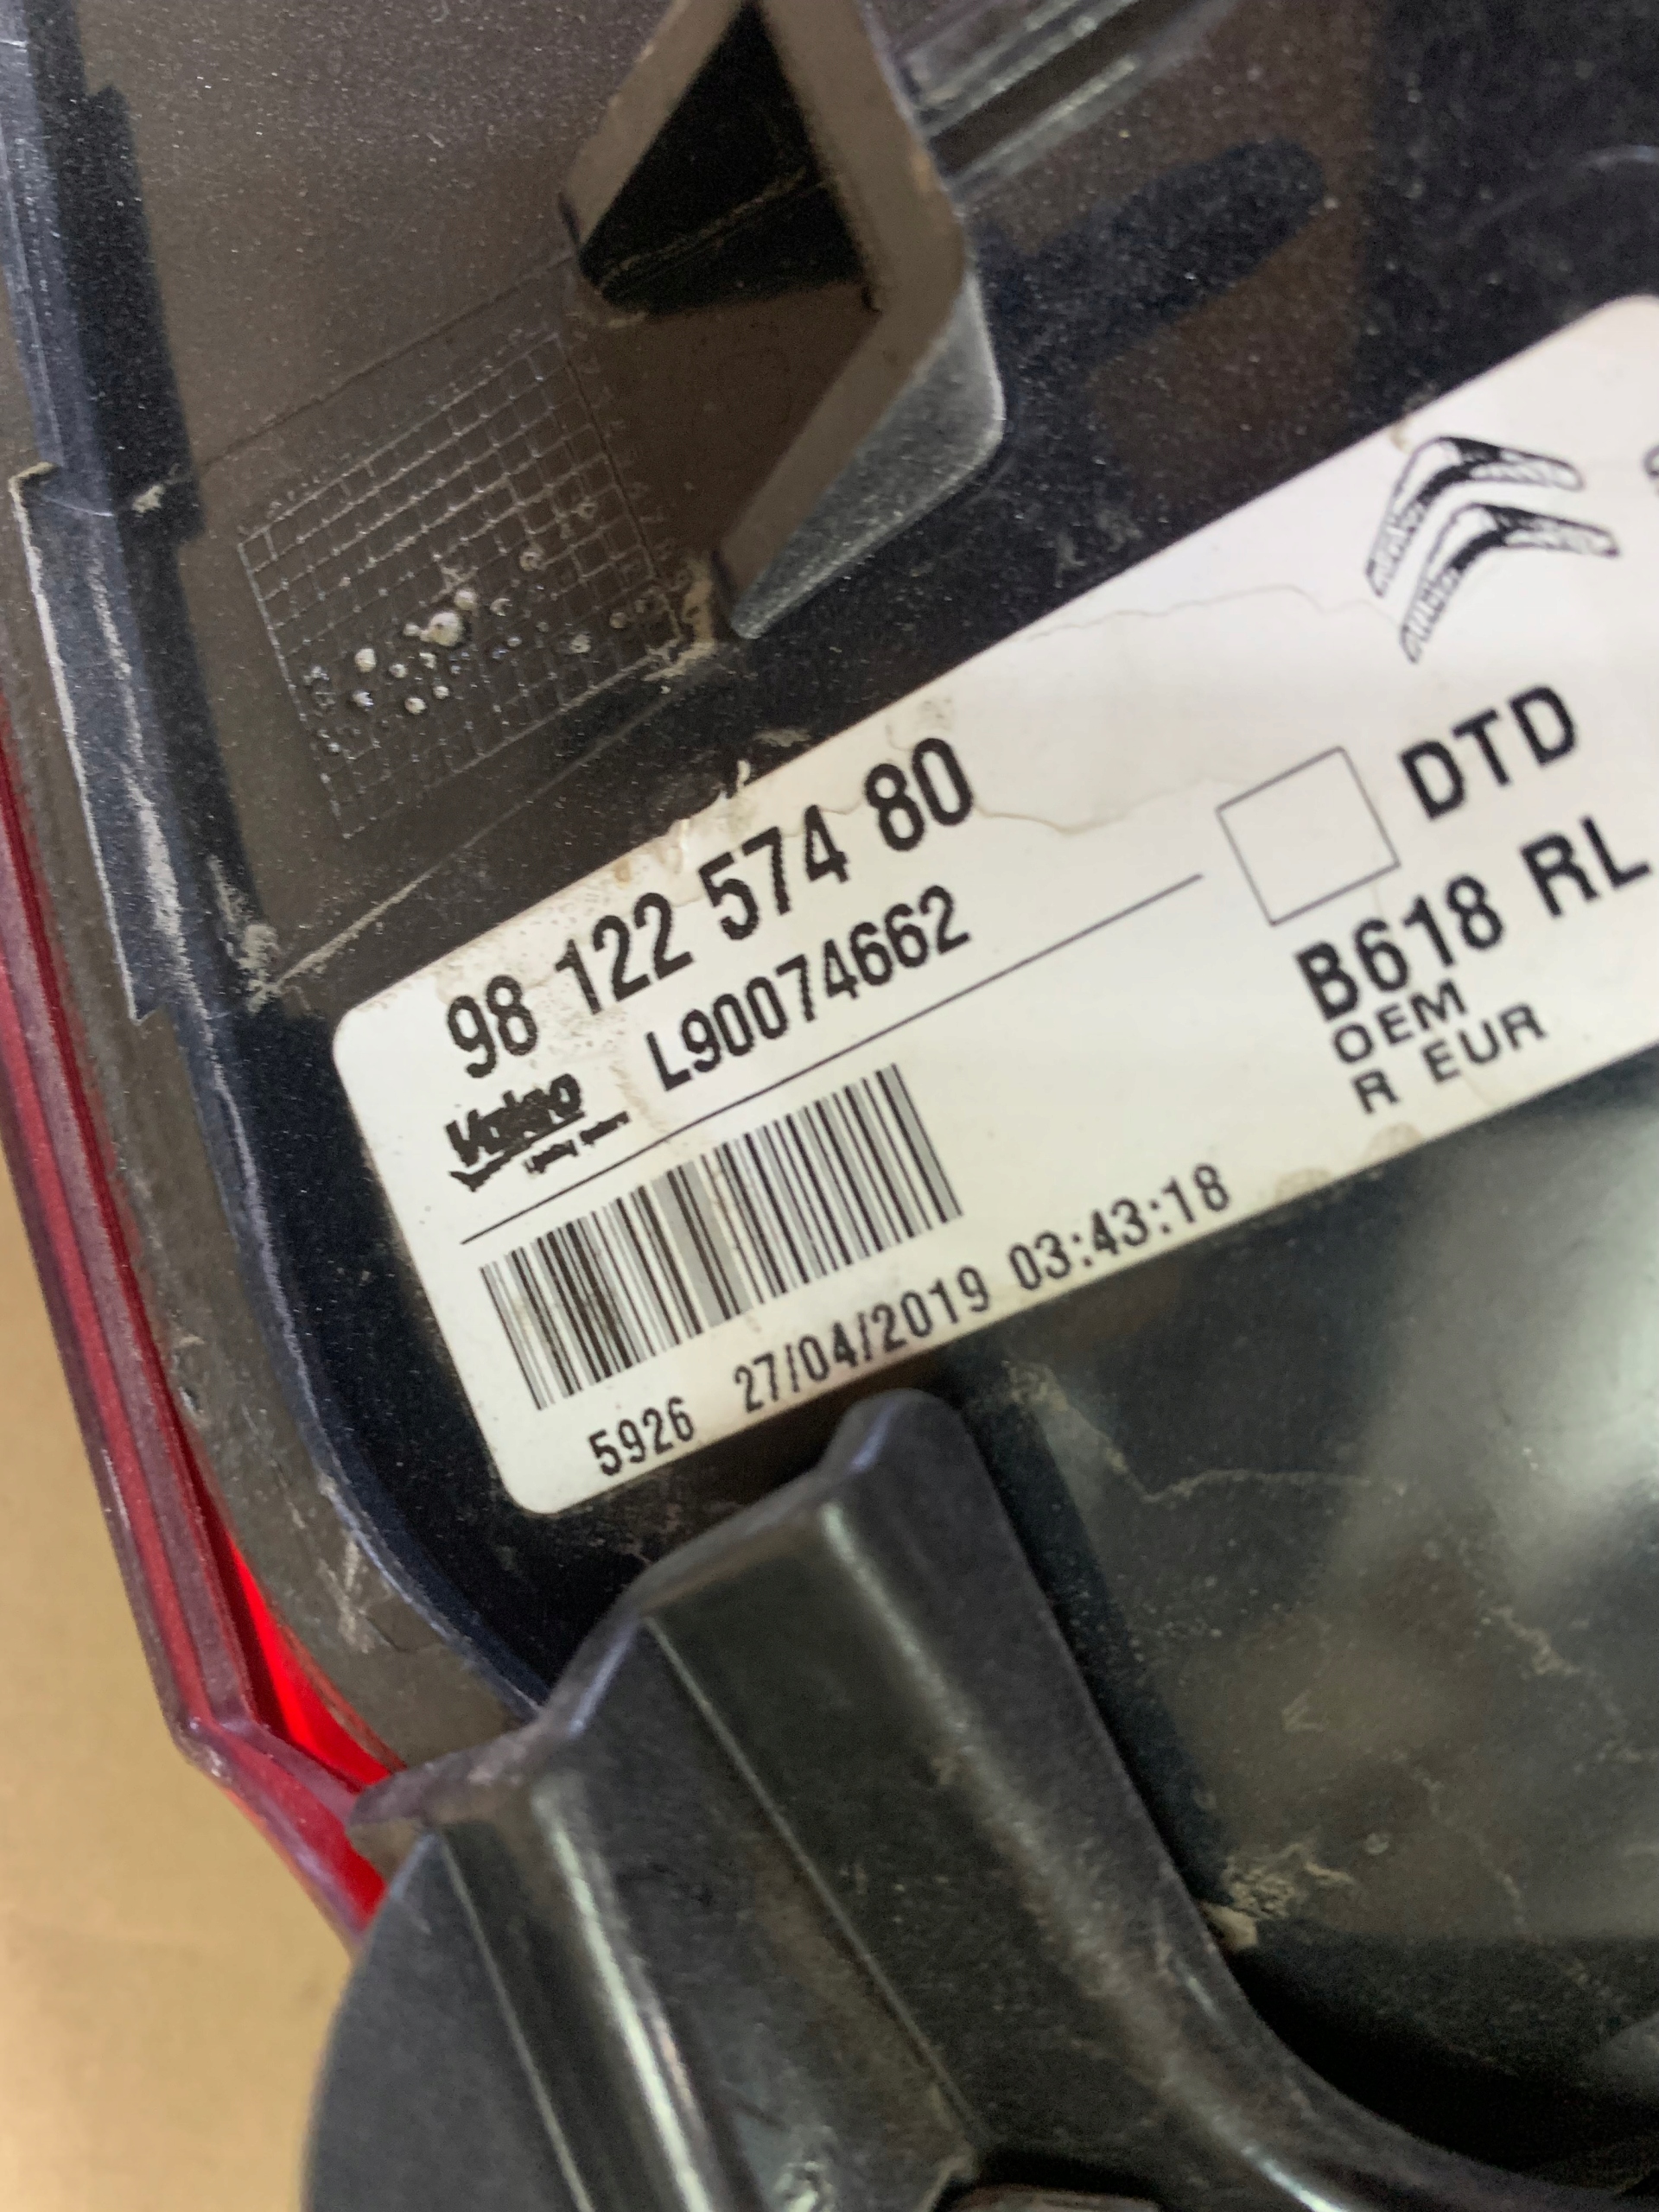 98 122 574 80
Valeo L90074662
DTD
B618 RL
OEM
R EUR
5926 27/04/2019 03:43:18